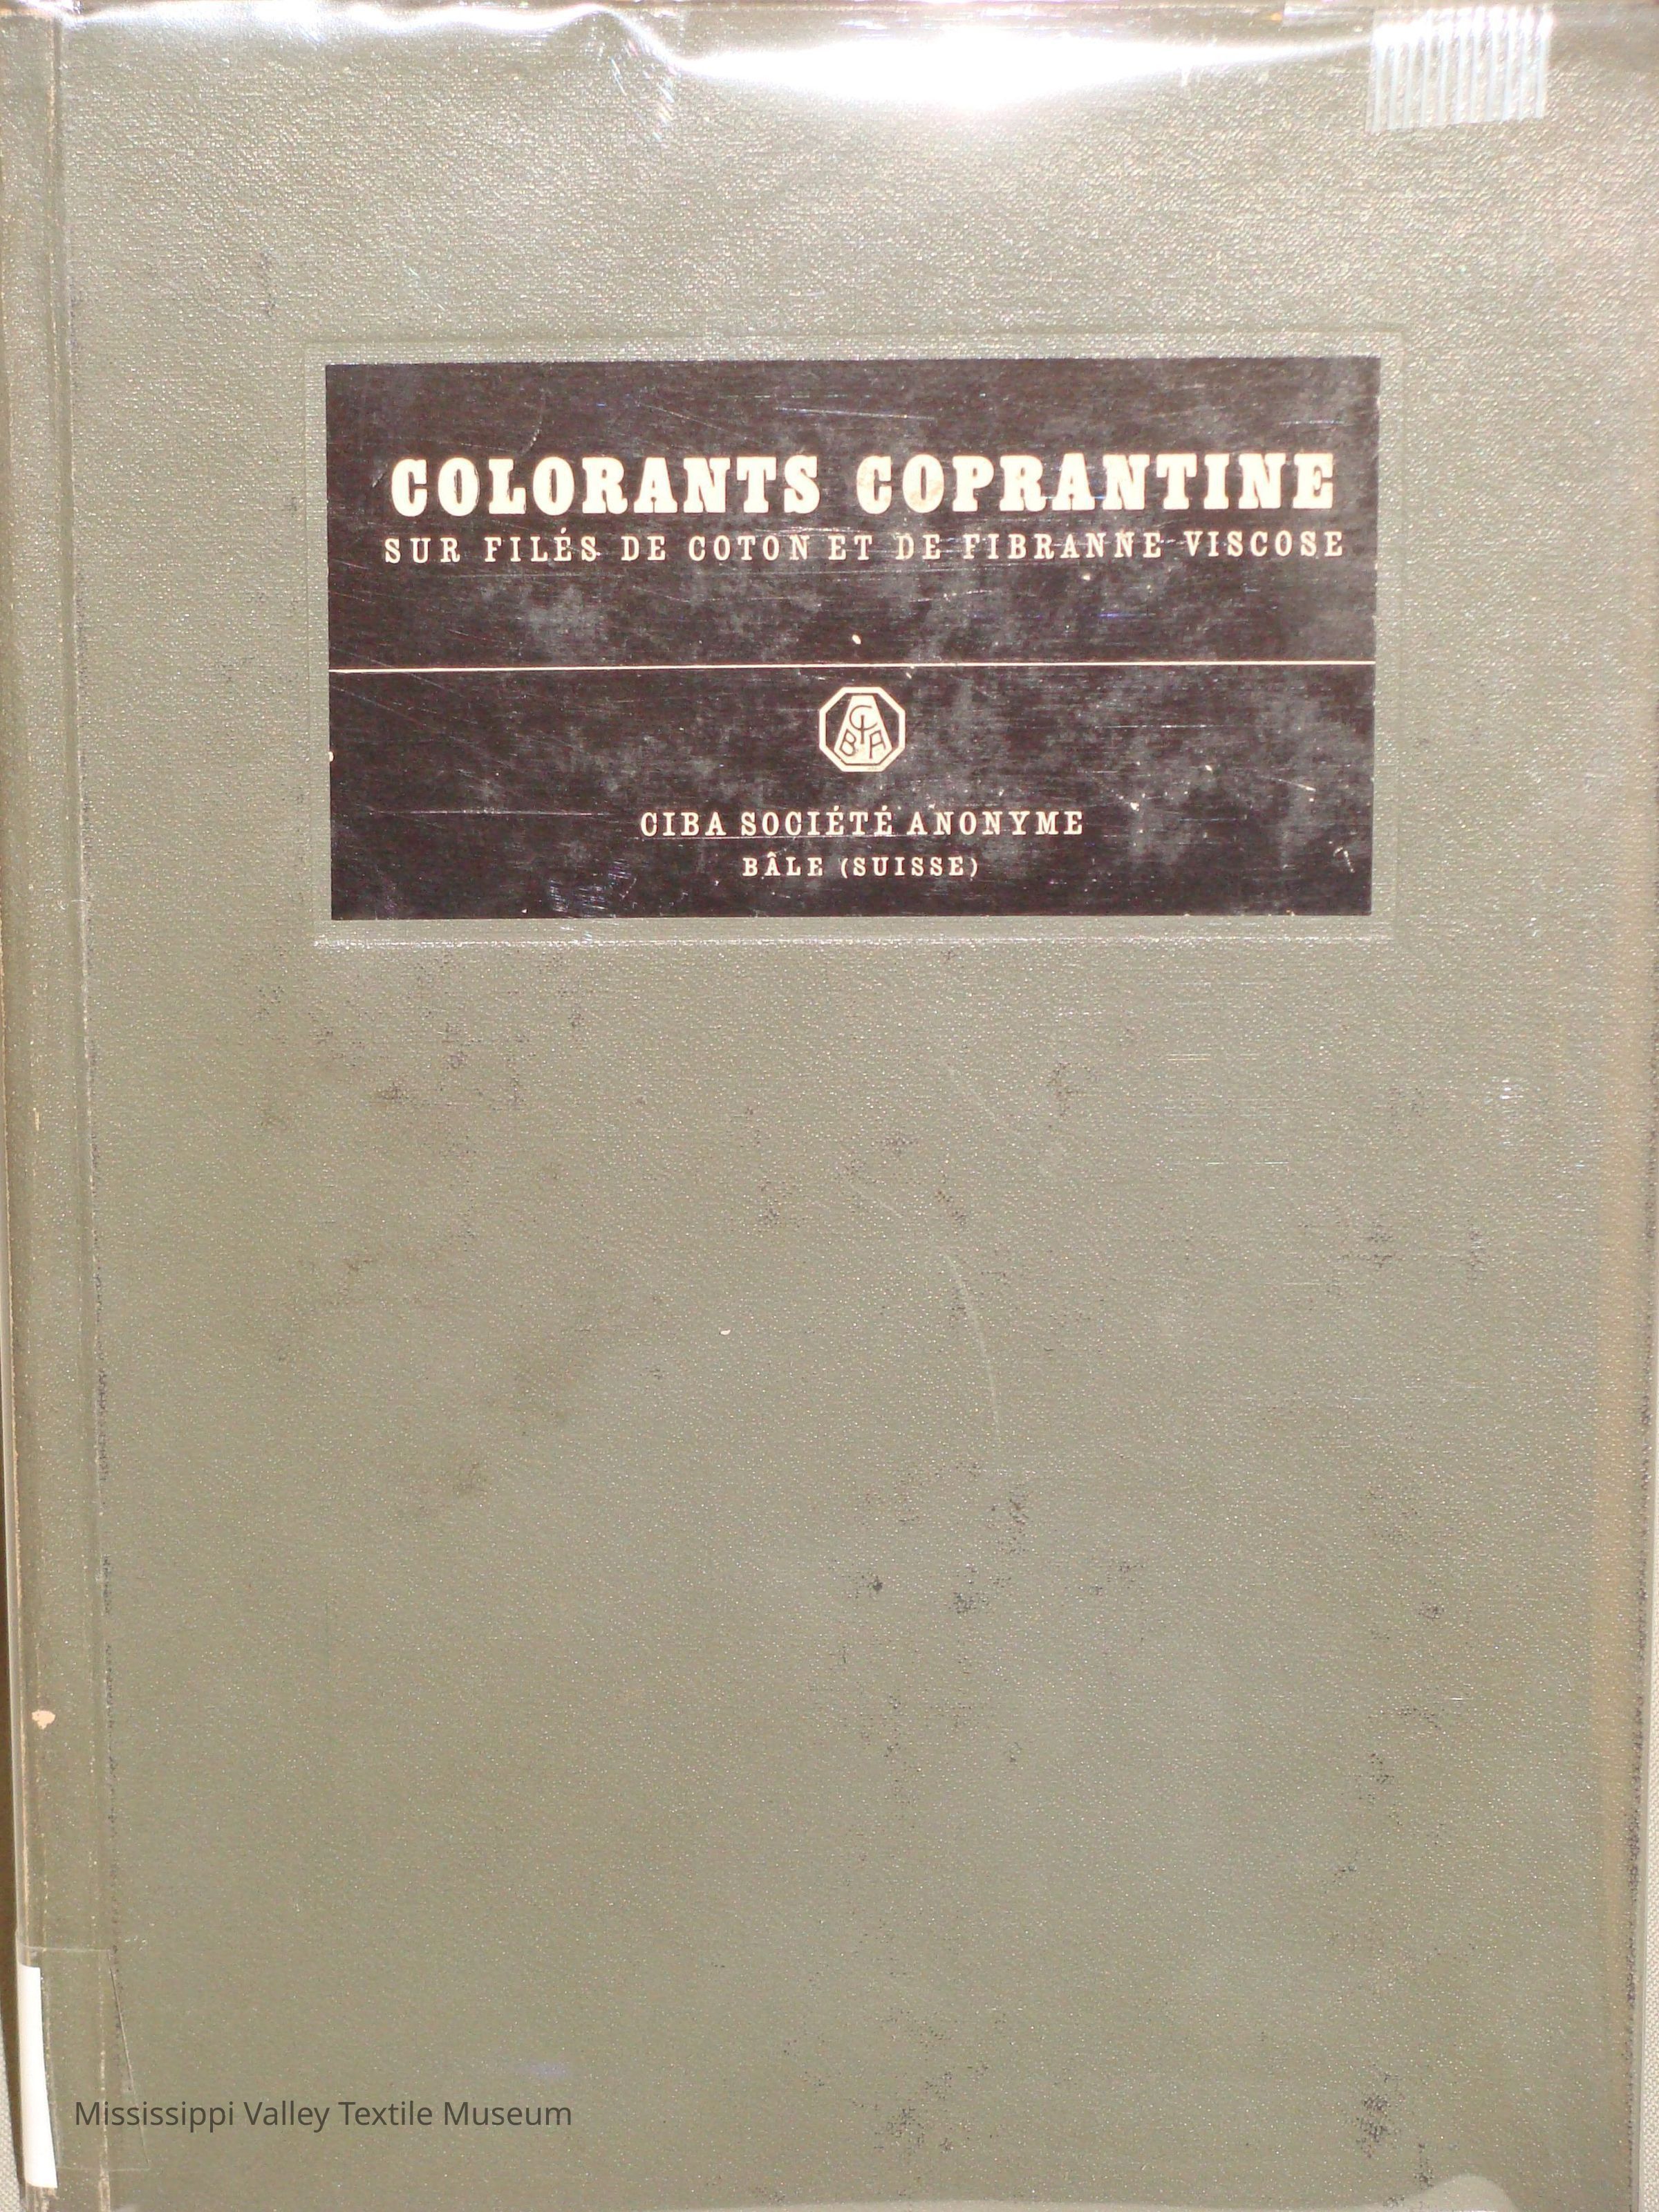 COLORANTS COPRANTINE
SUR FILÉS DE COTON ET DE FIBRANNE VISCOSE
CIBA
CIBA SOCIÉTÉ ANONYME
BÂLE (SUISSE)
Mississippi Valley Textile Museum